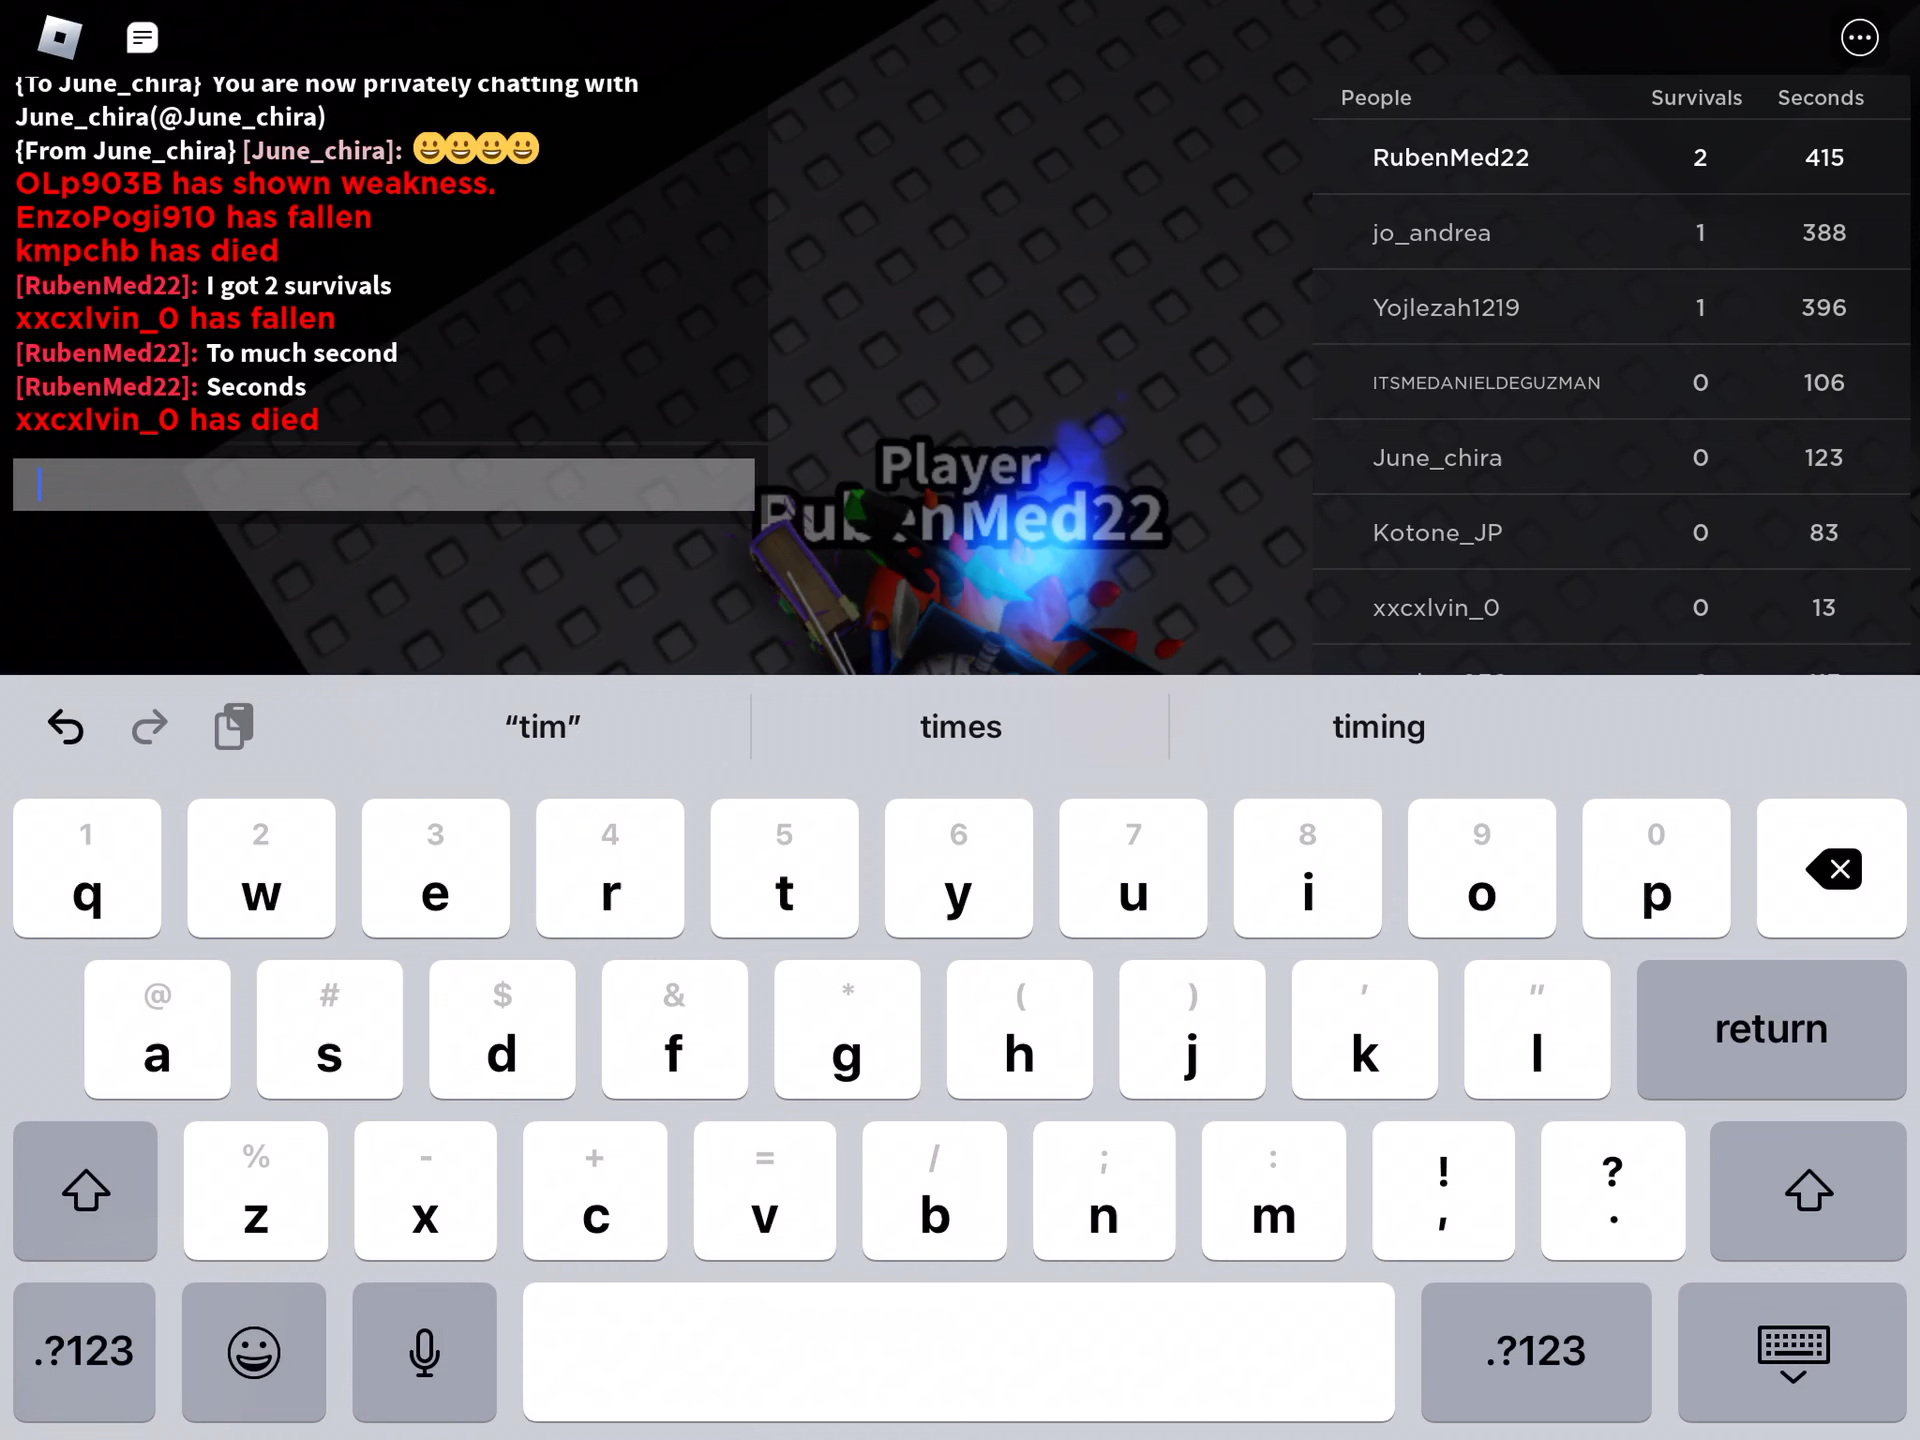 {To June_chira} You are now privately chatting with
June_chira(@June_chira)
{From June_chira} [June_chira]: 😀😀😀😀
OLp903B has shown weakness.
EnzoPogi910 has fallen
kmpchb has died
[RubenMed22]: I got 2 survivals
xxcxlvin_0 has fallen
[RubenMed22]: To much second
[RubenMed22]: Seconds
xxcxlvin_0 has died
Player
RubenMed22
People Survivals Seconds
RubenMed22 2 415
jo_andrea 1 388
Yojlezah1219 1 396
ITSMEDANIELDEGUZMAN 0 106
June_chira 0 123
Kotone_JP 0 83
xxcxlvin_0 0 13
“tim” times timing
1 2 3 4 5 6 7 8 9 0
q w e r t y u i o p
@ # $ & * ( ) ' "
a s d f g h j k l return
% - + = / ; : ! ?
z x c v b n m , .
.?123 .?123